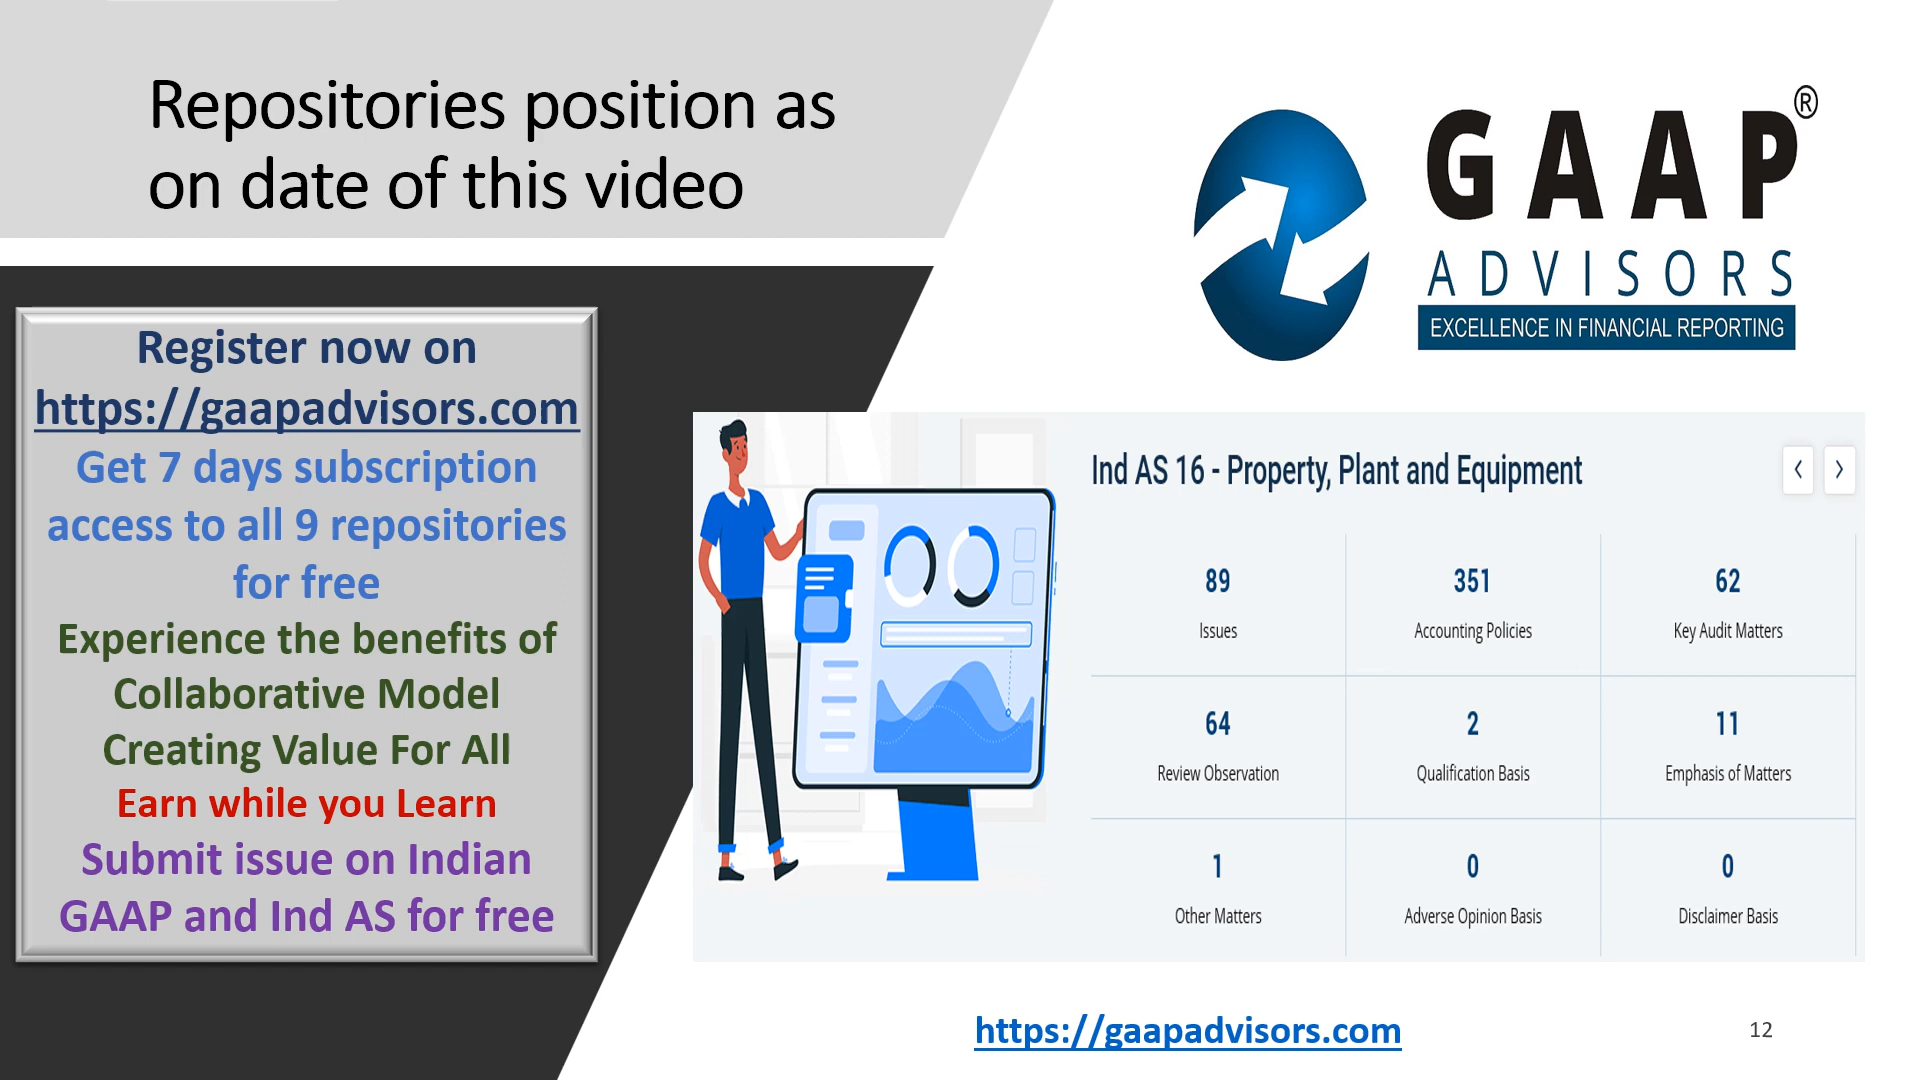 Repositories position as
on date of this video
GAAP®
ADVISORS
EXCELLENCE IN FINANCIAL REPORTING
Register now on
https://gaapadvisors.com
Get 7 days subscription
access to all 9 repositories
for free
Experience the benefits of
Collaborative Model
Creating Value For All
Earn while you Learn
Submit issue on Indian
GAAP and Ind AS for free
Ind AS 16 - Property, Plant and Equipment
89 351 62
Issues Accounting Policies Key Audit Matters
64 2 11
Review Observation Qualification Basis Emphasis of Matters
1 0 0
Other Matters Adverse Opinion Basis Disclaimer Basis
https://gaapadvisors.com
12